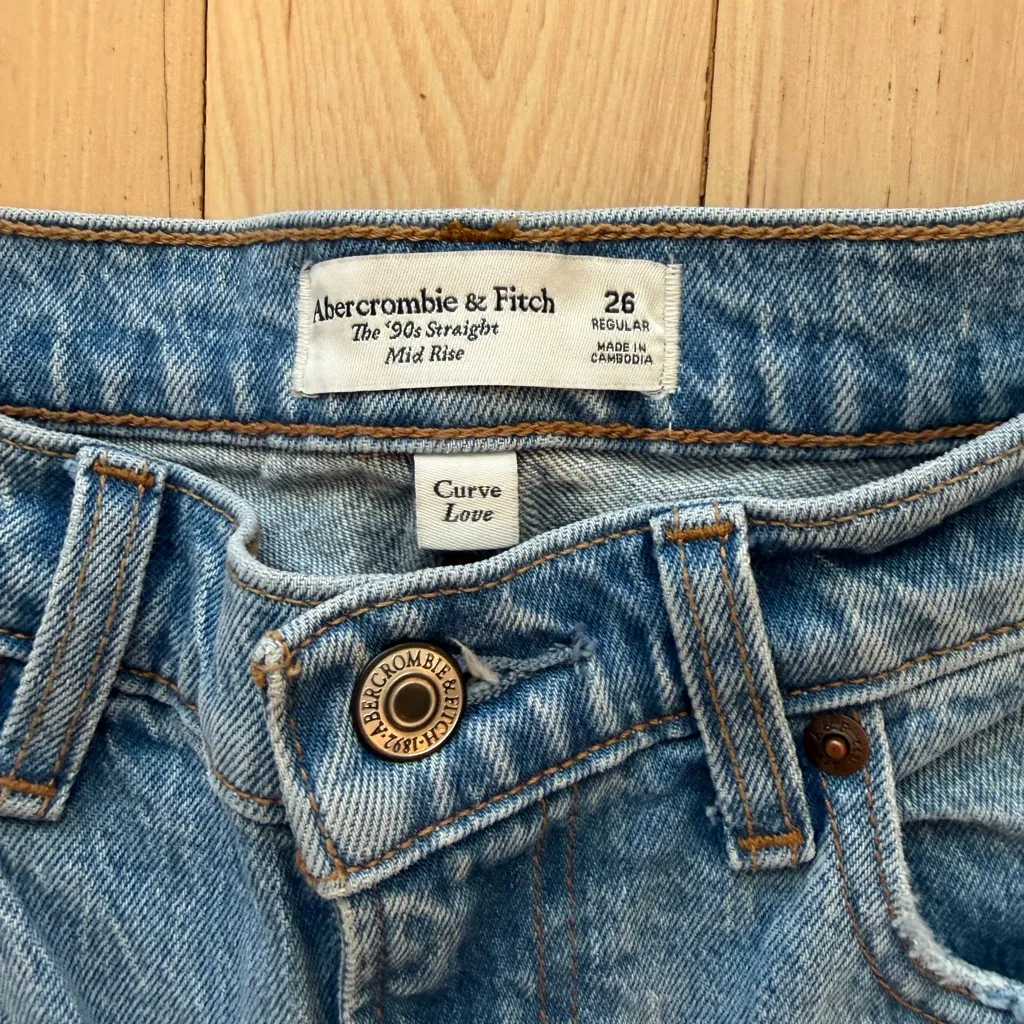 Abercrombie & Fitch
The '90s Straight
Mid Rise
26
REGULAR
MADE IN
CAMBODIA
Curve
Love
ABERCROMBIE & FITCH · 1892 ·